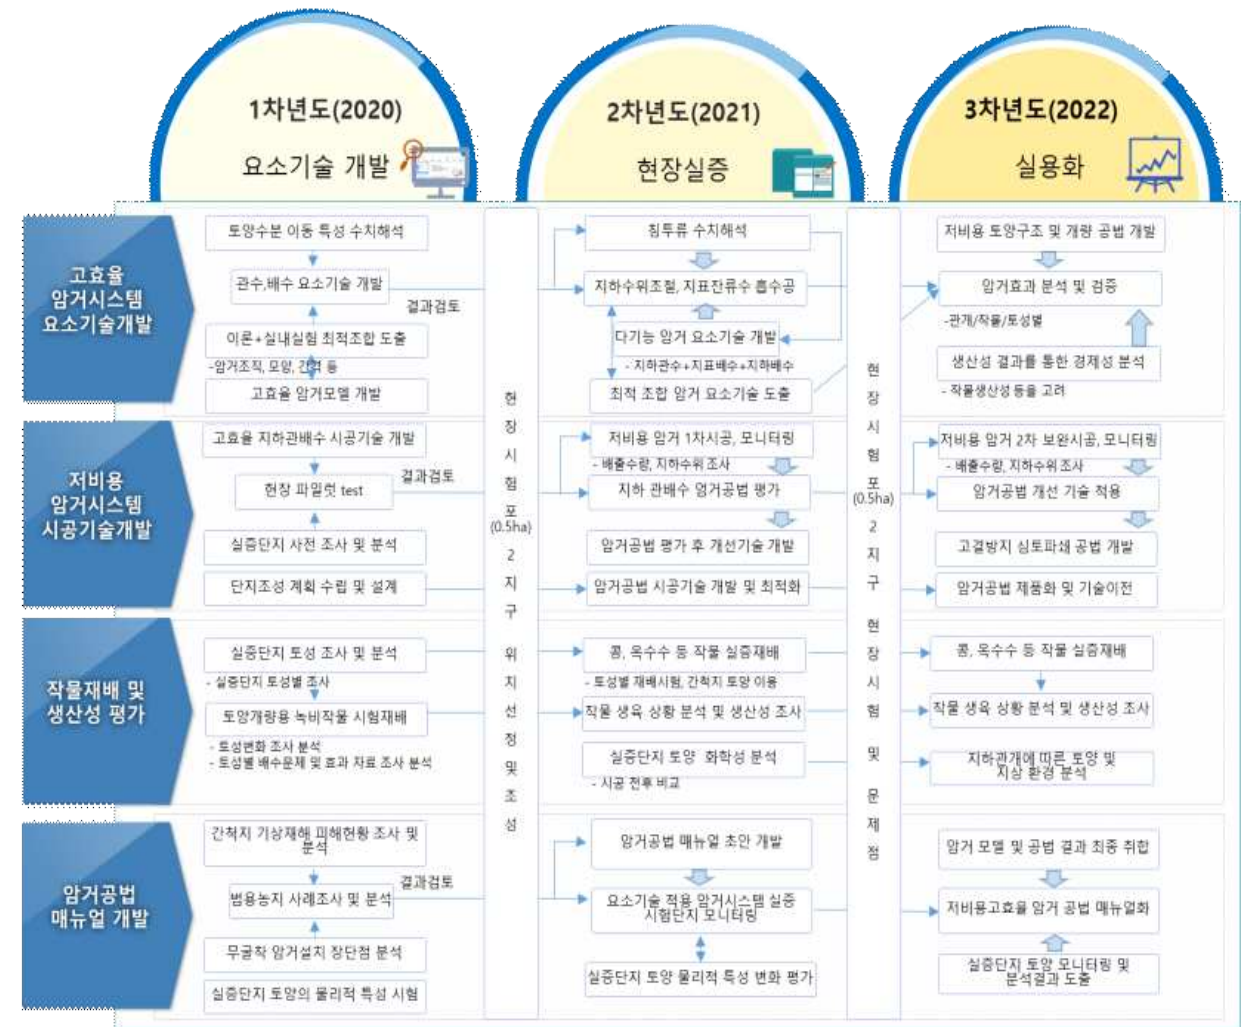 1차년도(2020)
요소기술 개발
2차년도(2021)
현장실증
3차년도(2022)
실용화
고효율
암거시스템
요소기술개발
토양수분 이동 특성 수치해석
관수,배수 요소기술 개발
결과검토
이론+실내실험 최적조합 도출
-암거조직, 모양, 간격 등
고효율 암거모델 개발
침투류 수치해석
지하수위조절, 지표잔류수 흡수공
다기능 암거 요소기술 개발
- 지하관수+지표배수+지하배수
최적 조합 암거 요소기술 도출
저비용 토양구조 및 개량 공법 개발
암거효과 분석 및 검증
-관개/작물/토성별
생산성 결과를 통한 경제성 분석
- 작물생산성 등을 고려
저비용
암거시스템
시공기술개발
고효율 지하관배수 시공기술 개발
현장 파일럿 test
결과검토
실증단지 사전 조사 및 분석
단지조성 계획 수립 및 설계
저비용 암거 1차시공, 모니터링
- 배출수량, 지하수위 조사
지하 관배수 암거공법 평가
암거공법 평가 후 개선기술 개발
암거공법 시공기술 개발 및 최적화
저비용 암거 2차 보완시공, 모니터링
- 배출수량, 지하수위 조사
암거공법 개선 기술 적용
고결방지 심토파쇄 공법 개발
암거공법 제품화 및 기술이전
작물재배 및
생산성 평가
실증단지 토성 조사 및 분석
- 실증단지 토성별 조사
토양개량용 녹비작물 시험재배
- 토성변화 조사 분석
- 토성별 배수문제 및 효과 자료 조사 분석
콩, 옥수수 등 작물 실증재배
- 토성별 재배시험, 간척지 토양 이용
작물 생육 상황 분석 및 생산성 조사
실증단지 토양 화학성 분석
- 시공 전후 비교
콩, 옥수수 등 작물 실증재배
작물 생육 상황 분석 및 생산성 조사
지하관개에 따른 토양 및
지상 환경 분석
암거공법
매뉴얼 개발
간척지 기상재해 피해현황 조사 및
분석
범용농지 사례조사 및 분석
결과검토
무굴착 암거설치 장단점 분석
실증단지 토양의 물리적 특성 시험
암거공법 매뉴얼 초안 개발
요소기술 적용 암거시스템 실증
시험단지 모니터링
실증단지 토양 물리적 특성 변화 평가
암거 모델 및 공법 결과 최종 취합
저비용고효율 암거 공법 매뉴얼화
실증단지 토양 모니터링 및
분석결과 도출
현장시험포
(0.5ha)
2지구 위치선정 및 조성
현장시험포
(0.5ha)
2지구 현장시험 및 문제점